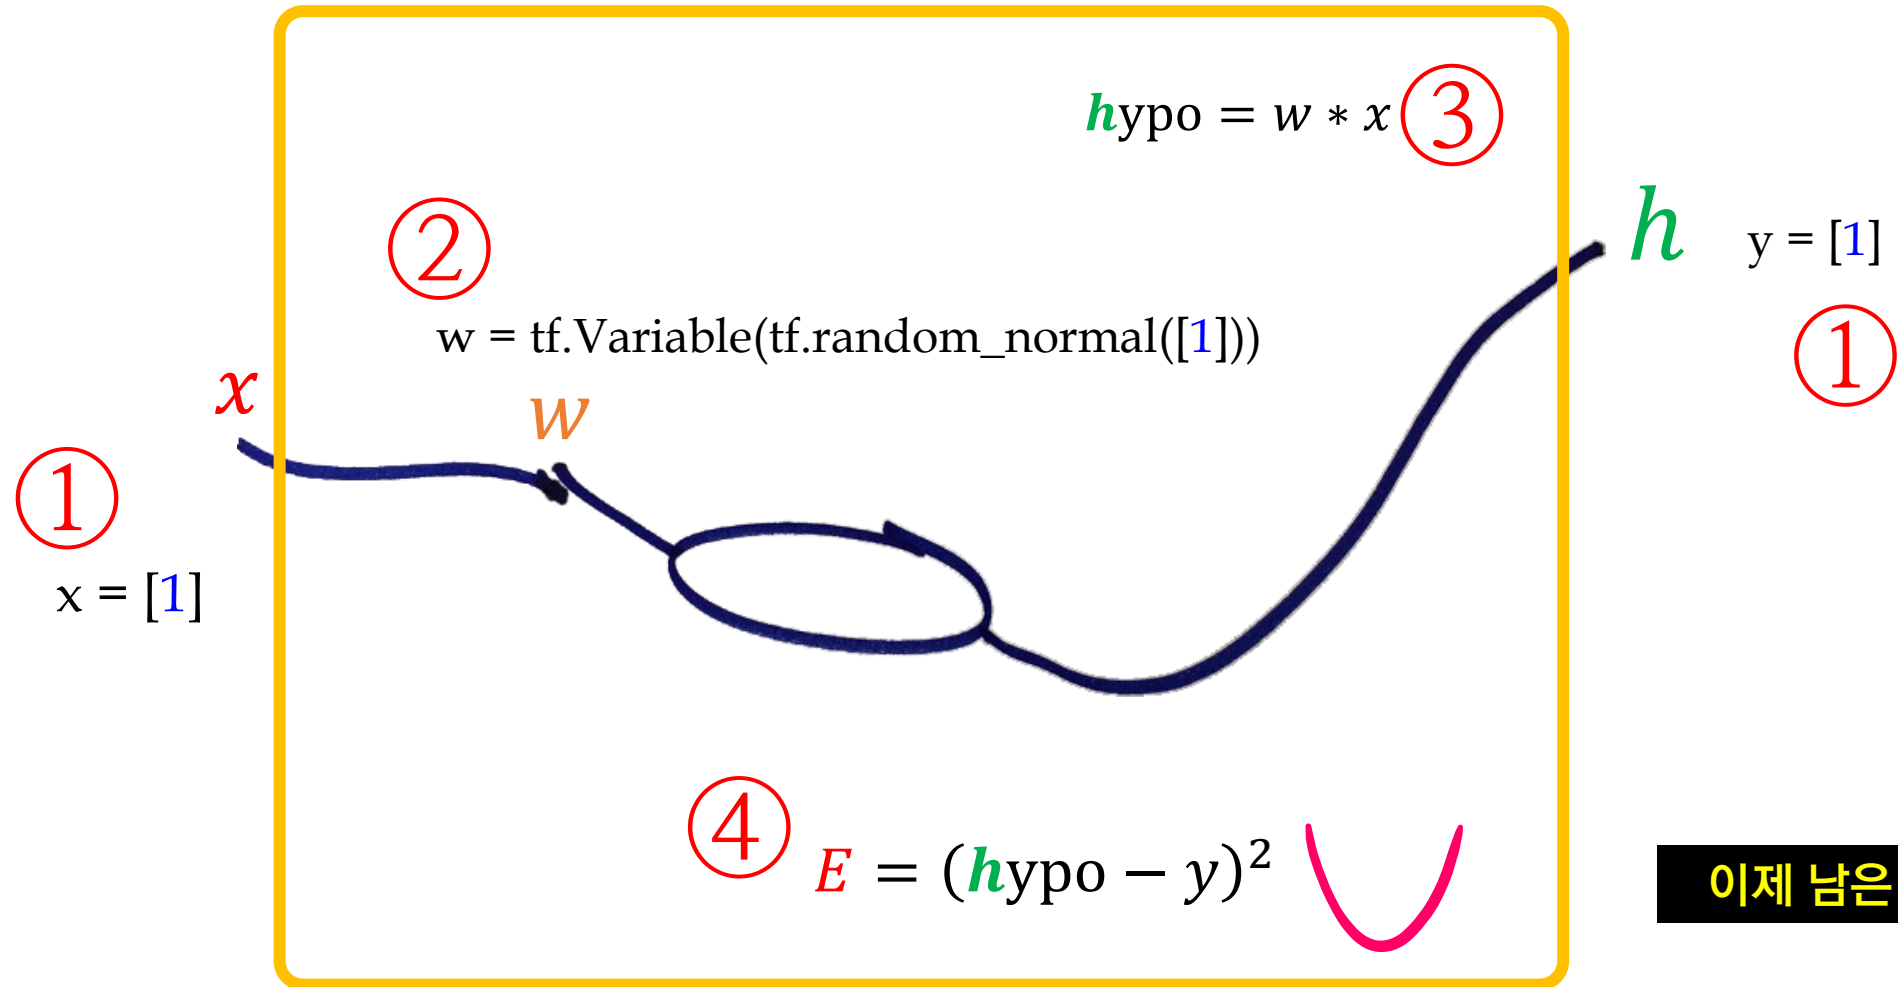 hypo = w * x ③
②
h y = [1]
w = tf.Variable(tf.random_normal([1]))
①
x
w
①
x = [1]
④
E = (hypo − y)²
이제 남은